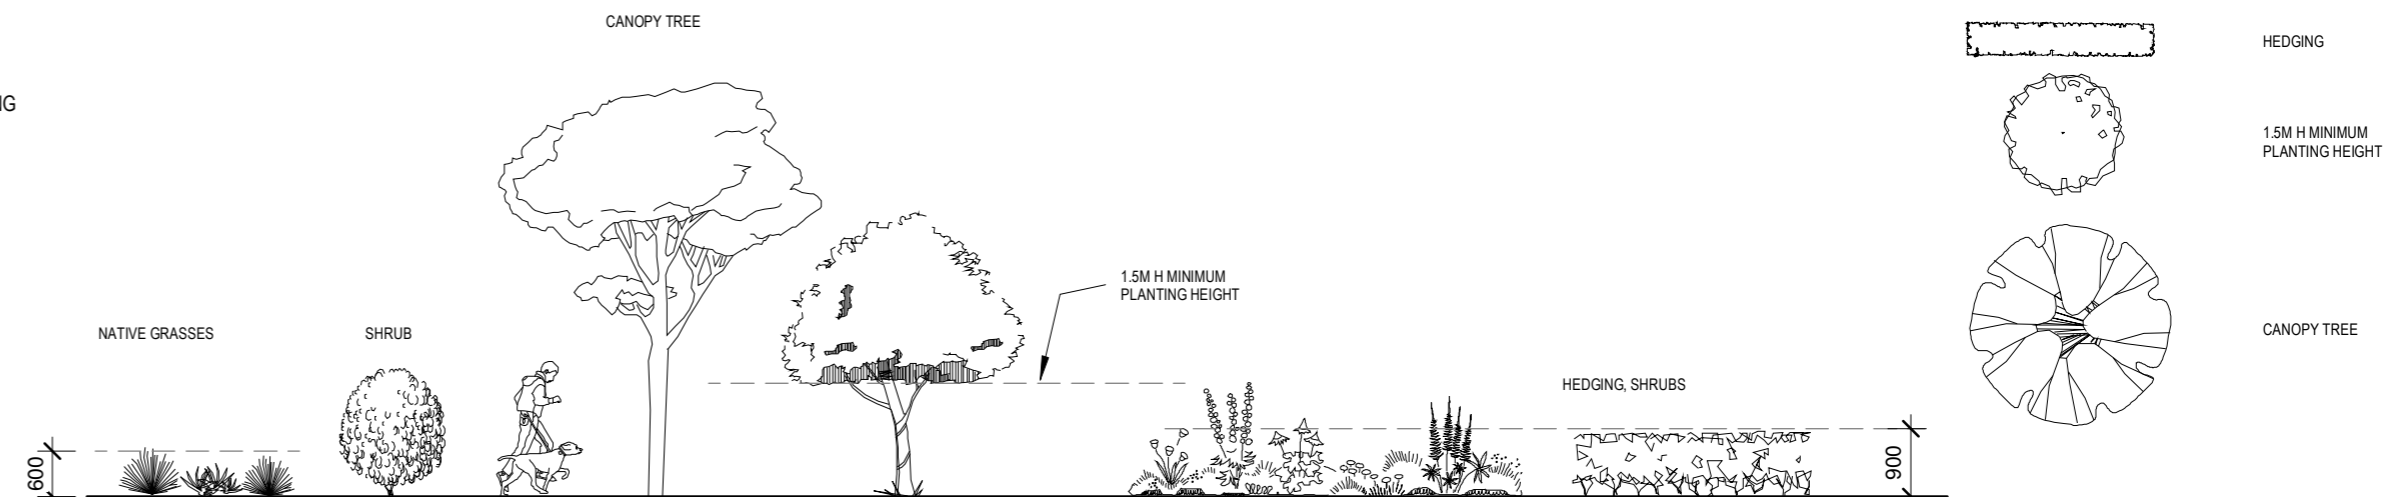 CANOPY TREE
NATIVE GRASSES
SHRUB
1.5M H MINIMUM
PLANTING HEIGHT
HEDGING, SHRUBS
600
900
HEDGING
1.5M H MINIMUM
PLANTING HEIGHT
CANOPY TREE